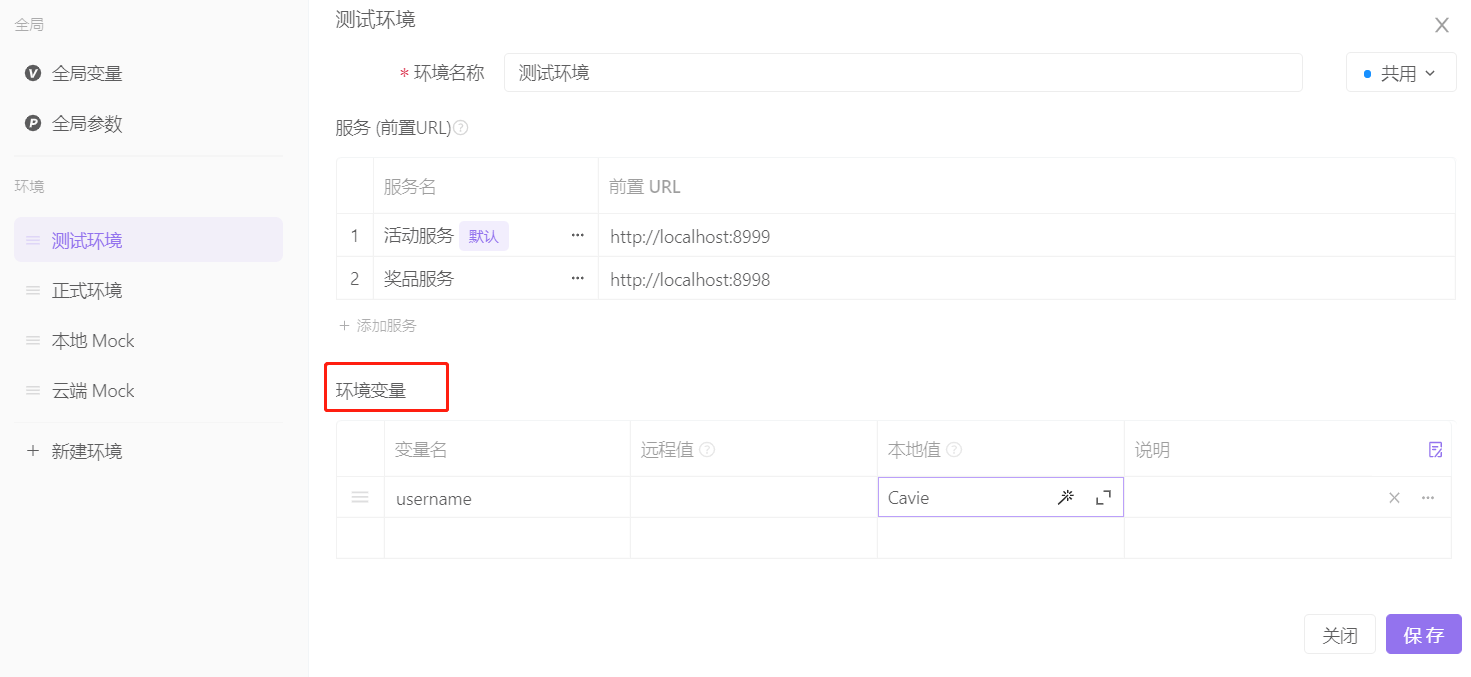 全局
全局变量
全局参数
环境
测试环境
正式环境
本地 Mock
云端 Mock
+ 新建环境
测试环境
* 环境名称 测试环境 共用
服务 (前置URL)
服务名 前置 URL
1 活动服务 默认 ··· http://localhost:8999
2 奖品服务 ··· http://localhost:8998
+ 添加服务
环境变量
变量名 远程值 本地值 说明
username Cavie
关闭 保存